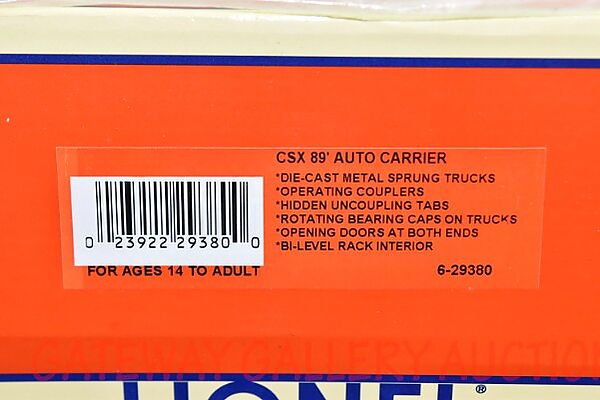 CSX 89' AUTO CARRIER
*DIE-CAST METAL SPRUNG TRUCKS
*OPERATING COUPLERS
*HIDDEN UNCOUPLING TABS
*ROTATING BEARING CAPS ON TRUCKS
*OPENING DOORS AT BOTH ENDS
*BI-LEVEL RACK INTERIOR
0 23922 29380 0
FOR AGES 14 TO ADULT
6-29380
GATEWAY GALLERY AUCTION
LIONEL®